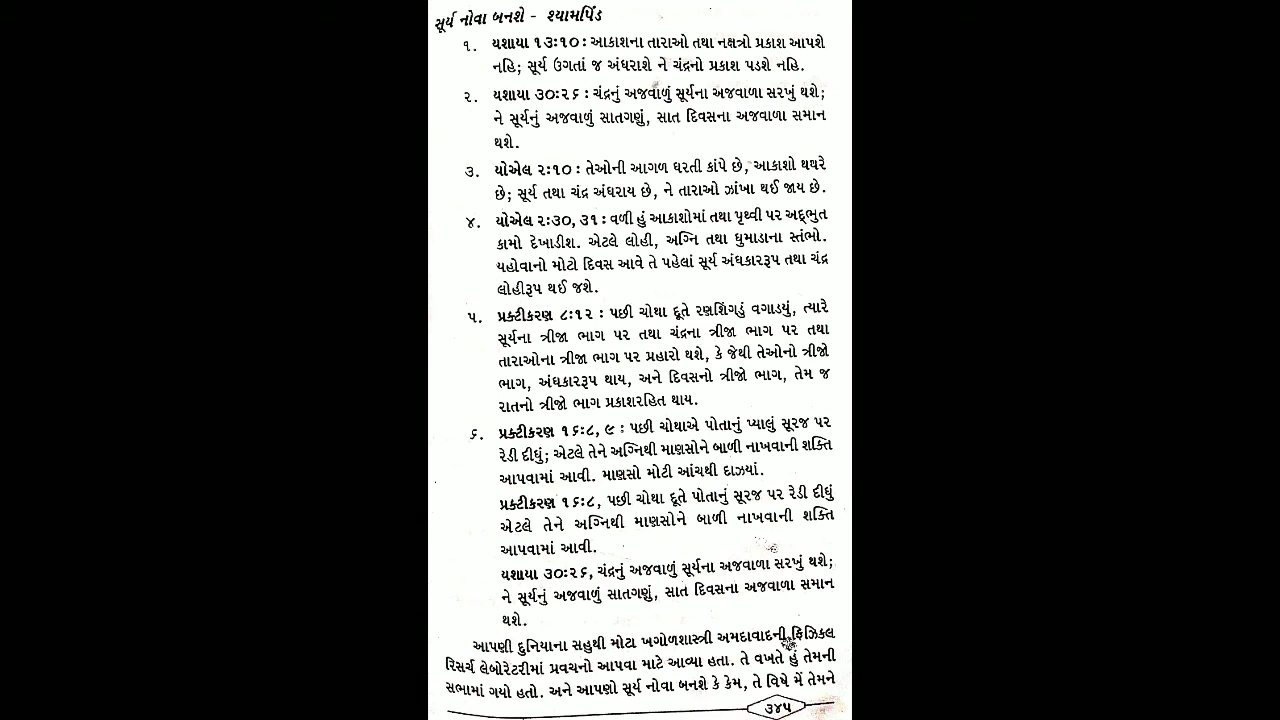 સૂર્ય નોવા બનશે - શ્યામપિંડ
૧. યશાયા ૧૩:૧૦ : આકાશના તારાઓ તથા નક્ષત્રો પ્રકાશ આપશે
નહિ; સૂર્ય ઉગતાં જ અંધરાશે ને ચંદ્રનો પ્રકાશ પડશે નહિ.
૨. યશાયા ૩૦:૨૬ : ચંદ્રનું અજવાળું સૂર્યના અજવાળા સરખું થશે;
ને સૂર્યનું અજવાળું સાતગણું, સાત દિવસના અજવાળા સમાન
થશે.
૩. યોએલ ૨:૧૦ : તેઓની આગળ ધરતી કાંપે છે, આકાશો થથરે
છે; સૂર્ય તથા ચંદ્ર અંધરાય છે, ને તારાઓ ઝાંખા થઈ જાય છે.
૪. યોએલ ૨:૩૦, ૩૧ : વળી હું આકાશોમાં તથા પૃથ્વી પર અદ્ભુત
કામો દેખાડીશ. એટલે લોહી, અગ્નિ તથા ધુમાડાના સ્તંભો.
યહોવાનો મોટો દિવસ આવે તે પહેલાં સૂર્ય અંધકારરૂપ તથા ચંદ્ર
લોહીરૂપ થઈ જશે.
૫. પ્રક્ટીકરણ ૮:૧૨ : પછી ચોથા દૂતે રણશિંગડું વગાડયું, ત્યારે
સૂર્યના ત્રીજા ભાગ પર તથા ચંદ્રના ત્રીજા ભાગ પર તથા
તારાઓના ત્રીજા ભાગ પર પ્રહારો થશે, કે જેથી તેઓનો ત્રીજો
ભાગ, અંધકારરૂપ થાય, અને દિવસનો ત્રીજો ભાગ, તેમ જ
રાતનો ત્રીજો ભાગ પ્રકાશરહિત થાય.
૬. પ્રક્ટીકરણ ૧૬:૮, ૯ : પછી ચોથાએ પોતાનું પ્યાલું સૂરજ પર
રેડી દીધું; એટલે તેને અગ્નિથી માણસોને બાળી નાખવાની શક્તિ
આપવામાં આવી. માણસો મોટી આંચથી દાઝયાં.
પ્રક્ટીકરણ ૧૬:૮, પછી ચોથા દૂતે પોતાનું સૂરજ પર રેડી દીધું
એટલે તેને અગ્નિથી માણસોને બાળી નાખવાની શક્તિ
આપવામાં આવી.
યશાયા ૩૦:૨૬, ચંદ્રનું અજવાળું સૂર્યના અજવાળા સરખું થશે;
ને સૂર્યનું અજવાળું સાતગણું, સાત દિવસના અજવાળા સમાન
થશે.
આપણી દુનિયાના સહુથી મોટા ખગોળશાસ્ત્રી અમદાવાદની ફિઝિકલ
રિસર્ચ લેબોરેટરીમાં પ્રવચનો આપવા માટે આવ્યા હતા. તે વખતે હું તેમની
સભામાં ગયો હતો. અને આપણો સૂર્ય નોવા બનશે કે કેમ, તે વિષે મેં તેમને
૩૪૫